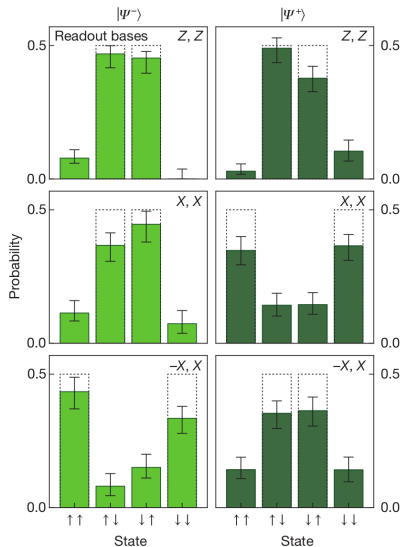 |Ψ⁻⟩ |Ψ⁺⟩
Readout bases Z, Z Z, Z
0.5 0.5
0.0 0.0
X, X X, X
0.5 0.5
0.0 0.0
Probability
–X, X –X, X
0.5 0.5
0.0 0.0
↑↑ ↑↓ ↓↑ ↓↓ ↑↑ ↑↓ ↓↑ ↓↓
State State